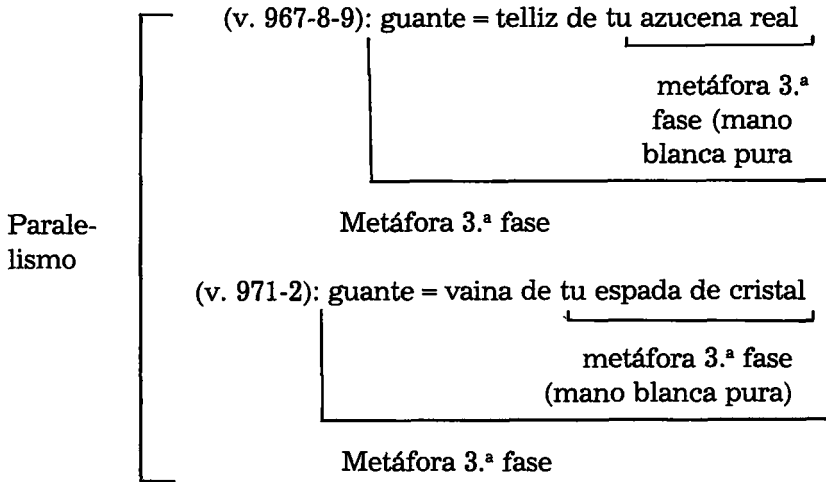 (v. 967-8-9): guante = telliz de tu azucena real
metáfora 3.ª
fase (mano
blanca pura
Metáfora 3.ª fase
Parale-
lismo
(v. 971-2): guante = vaina de tu espada de cristal
metáfora 3.ª fase
(mano blanca pura)
Metáfora 3.ª fase